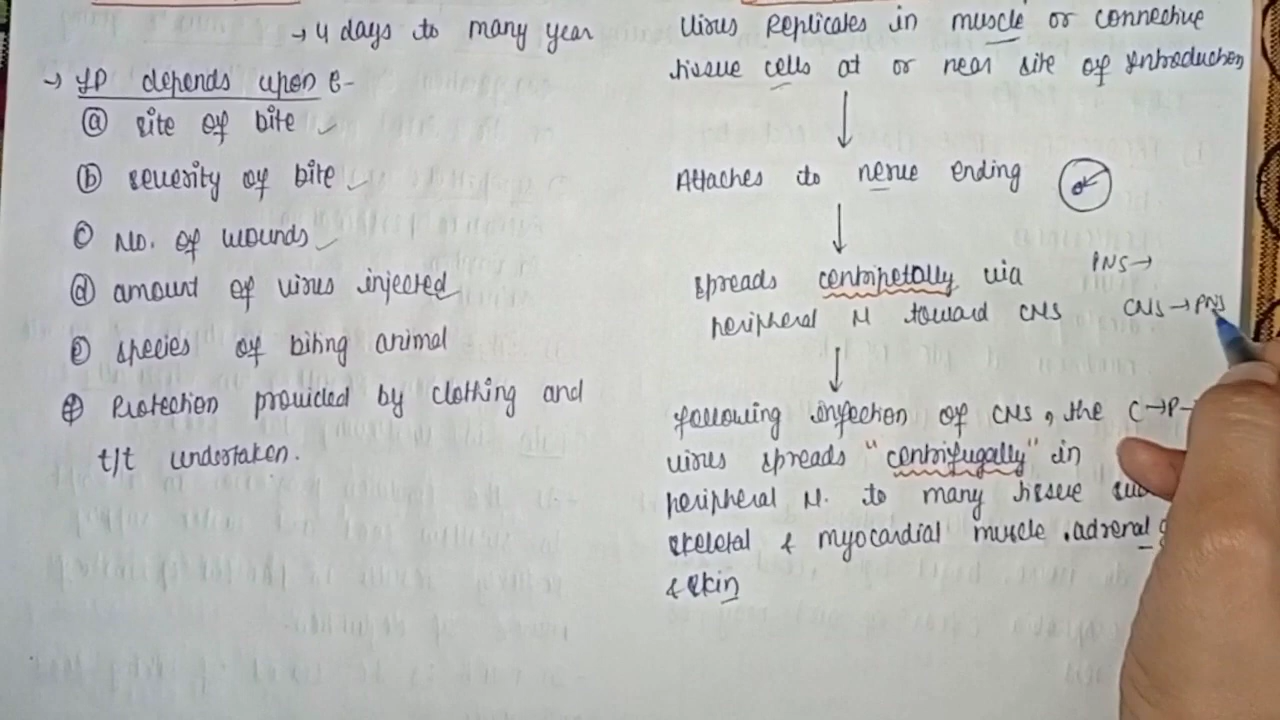 → 4 days to many year
→ IP depends upon :-
ⓐ site of bite
ⓑ severity of bite
ⓒ No. of wounds
ⓓ amount of virus injected
ⓔ species of biting animal
ⓕ Protection provided by clothing and
t/t undertaken.
Virus Replicates in muscle or connective
tissue cells at or near site of Introduction
↓
Attaches to nerve ending
↓
spreads centripetally via
peripheral N toward CNS
PNS →
CNS → PNS
↓
following infection of CNS, the
C → P
virus spreads "centrifugally" in
peripheral N. to many tissue
skeletal & myocardial muscle, adrenal
& skin